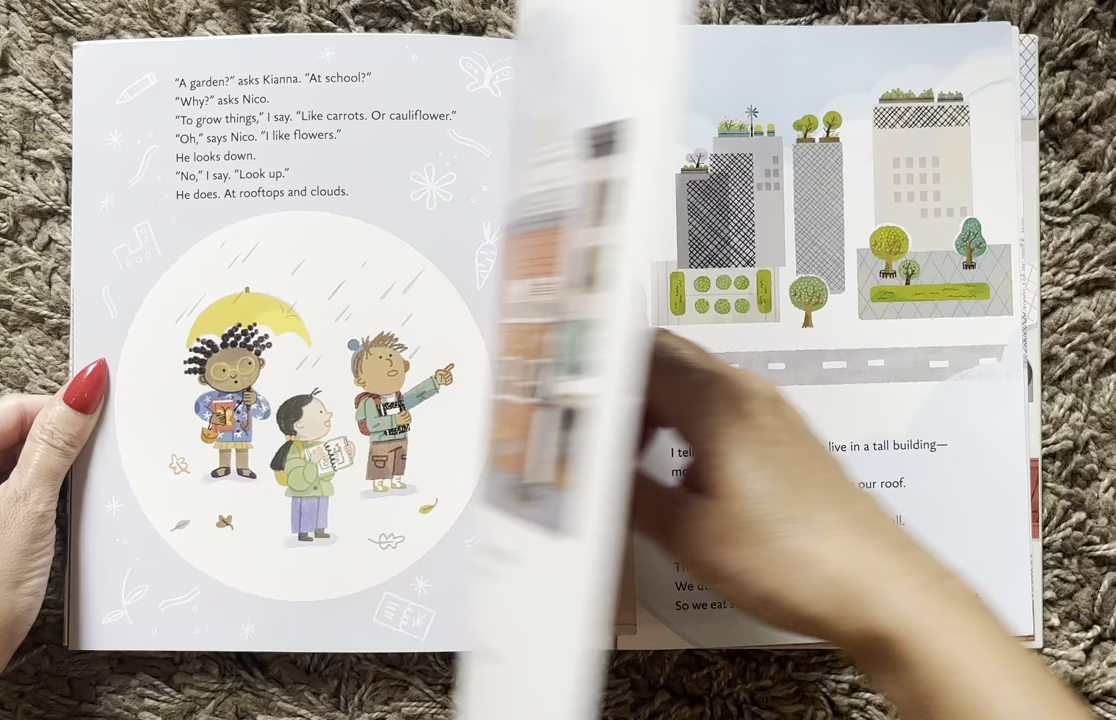 “A garden?” asks Kianna. “At school?”
“Why?” asks Nico.
“To grow things,” I say. “Like carrots. Or cauliflower.”
“Oh,” says Nico. “I like flowers.”
He looks down.
“No,” I say. “Look up.”
He does. At rooftops and clouds.
I tell live in a tall building—
our roof.
We
So we eat